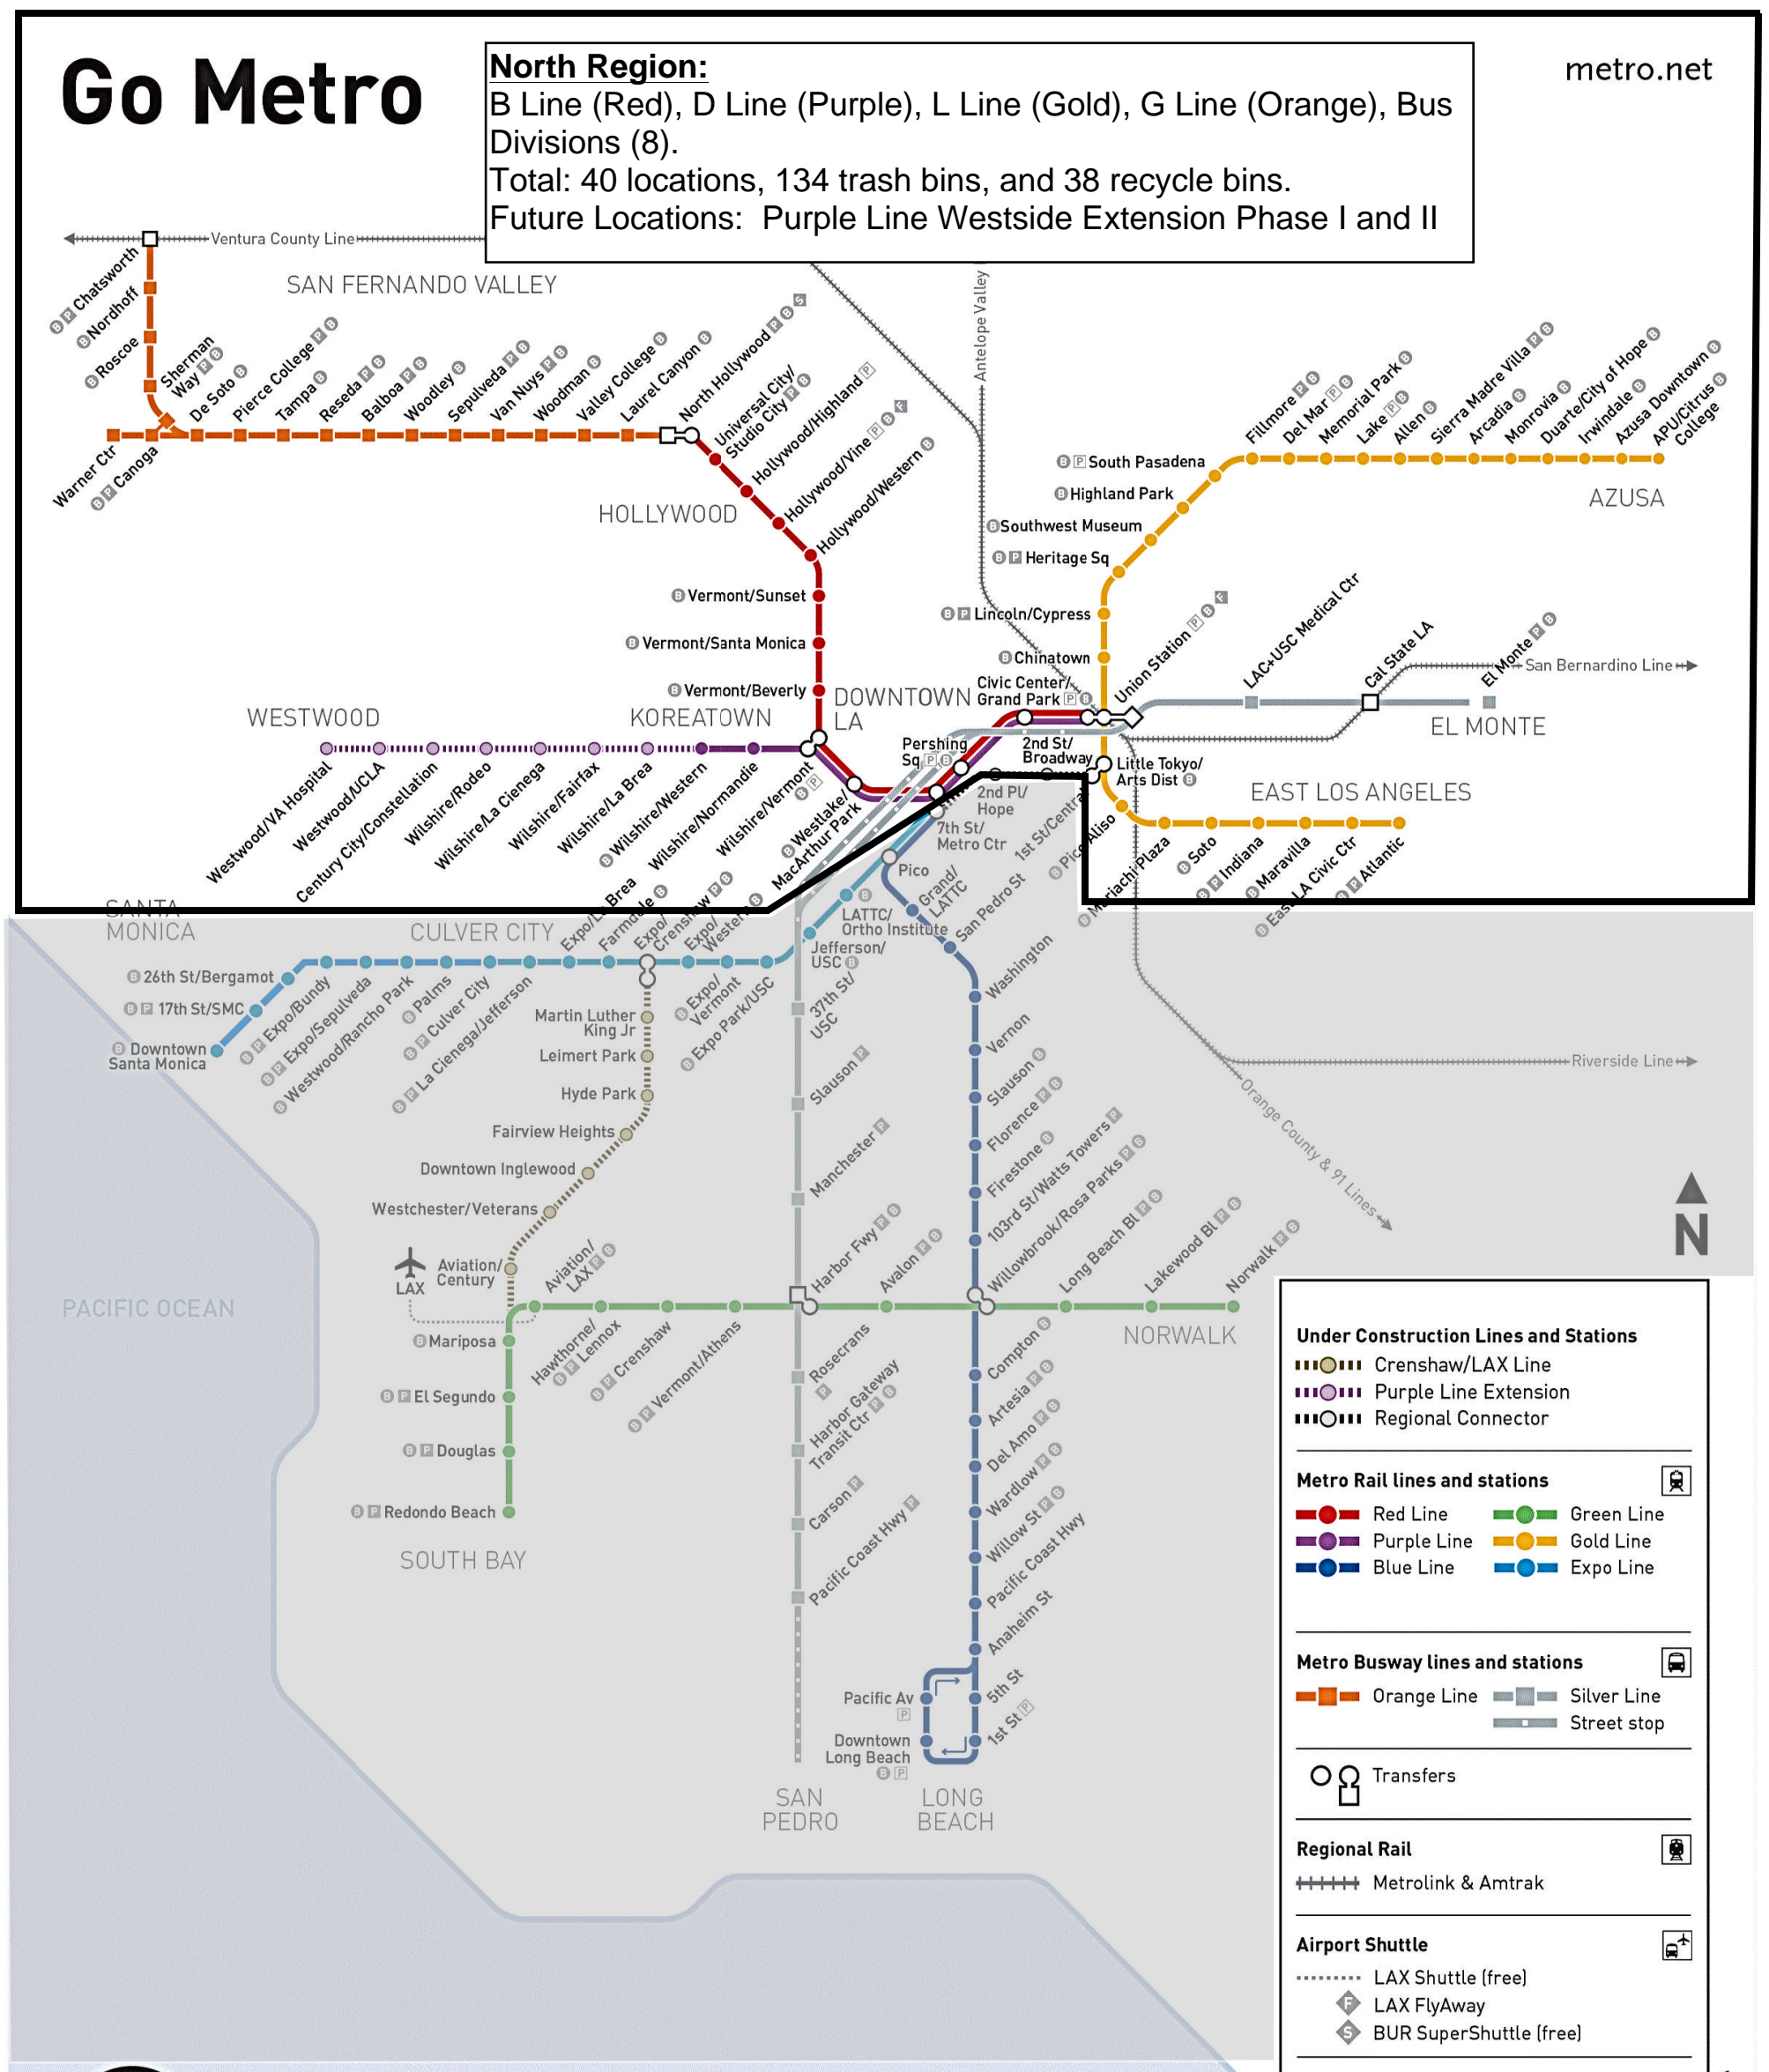 Go Metro
metro.net
North Region:
B Line (Red), D Line (Purple), L Line (Gold), G Line (Orange), Bus
Divisions (8).
Total: 40 locations, 134 trash bins, and 38 recycle bins.
Future Locations:  Purple Line Westside Extension Phase I and II
Ventura County Line
Antelope Valley
SAN FERNANDO VALLEY
B P Chatsworth
B Nordhoff
B Roscoe
Sherman
Way P B
Warner Ctr
B P Canoga
De Soto B
Pierce College P B
Tampa B
Reseda P B
Balboa P B
Woodley B
Sepulveda P B
Van Nuys P B
Woodman B
Valley College B
Laurel Canyon B
North Hollywood P B S
Universal City/
Studio City P B
Hollywood/Highland P
Hollywood/Vine P B F
Hollywood/Western B
HOLLYWOOD
B Vermont/Sunset
B Vermont/Santa Monica
B Vermont/Beverly
Fillmore P B
Del Mar P B
Memorial Park B
Lake P B
Allen B
Sierra Madre Villa P B
Arcadia B
Monrovia B
Duarte/City of Hope B
Irwindale B
Azusa Downtown B
APU/Citrus B
College
AZUSA
B P South Pasadena
B Highland Park
B Southwest Museum
B P Heritage Sq
B P Lincoln/Cypress
B Chinatown
Union Station P B F
LAC+USC Medical Ctr
Cal State LA
El Monte P B
San Bernardino Line
EL MONTE
Civic Center/
Grand Park P B
DOWNTOWN
LA
WESTWOOD
KOREATOWN
Pershing
Sq P B
2nd St/
Broadway
Little Tokyo/
Arts Dist B
EAST LOS ANGELES
Westwood/VA Hospital
Westwood/UCLA
Century City/Constellation
Wilshire/Rodeo
Wilshire/La Cienega
Wilshire/Fairfax
Wilshire/La Brea
B Wilshire/Western
Wilshire/Normandie
Wilshire/Vermont
B P
B Westlake/
MacArthur Park
2nd Pl/
Hope
7th St/
Metro Ctr
1st St/Central
B Pico Aliso
B Mariachi Plaza
B Soto
B P Indiana
B Maravilla
B East LA Civic Ctr
B P Atlantic
Pico
Grand/
LATTC
San Pedro St
B
LATTC/
Ortho Institute
Jefferson/
USC B
SANTA
MONICA
CULVER CITY
Expo/La Brea
Farmdale B
Expo/
Crenshaw P B
Expo/
Western B
B 26th St/Bergamot
B P 17th St/SMC
B Downtown
Santa Monica
B P Expo/Bundy
B P Expo/Sepulveda
B Westwood/Rancho Park
B Palms
B P Culver City
B P La Cienega/Jefferson
B Expo/
Vermont
B Expo Park/USC
37th St/
USC
Washington
Vernon
Martin Luther
King Jr
Leimert Park
Hyde Park
Fairview Heights
Downtown Inglewood
Westchester/Veterans
Aviation/
Century
LAX
Aviation/
LAX P B
Slauson P
Manchester P
Harbor Fwy P B
Avalon P B
Slauson B
Florence P B
Firestone B
103rd St/Watts Towers P
Willowbrook/Rosa Parks P B
Long Beach Bl P B
Lakewood Bl P B
Norwalk P B
NORWALK
Riverside Line
Orange County & 91 Lines
N
PACIFIC OCEAN
B Mariposa
B P El Segundo
B P Douglas
B P Redondo Beach
SOUTH BAY
Hawthorne/
B P Lennox
B P Crenshaw
B P Vermont/Athens
Rosecrans
P
Harbor Gateway
Transit Ctr P B
Carson P
Pacific Coast Hwy P
Compton B
Artesia P B
Del Amo P B
Wardlow P B
Willow St P B
Pacific Coast Hwy
Anaheim St
5th St
1st St P
Pacific Av
P
Downtown
Long Beach
B P
SAN
PEDRO
LONG
BEACH
Under Construction Lines and Stations
Crenshaw/LAX Line
Purple Line Extension
Regional Connector
Metro Rail lines and stations
Red Line
Green Line
Purple Line
Gold Line
Blue Line
Expo Line
Metro Busway lines and stations
Orange Line
Silver Line
Street stop
Transfers
Regional Rail
Metrolink & Amtrak
Airport Shuttle
LAX Shuttle (free)
F LAX FlyAway
S BUR SuperShuttle (free)